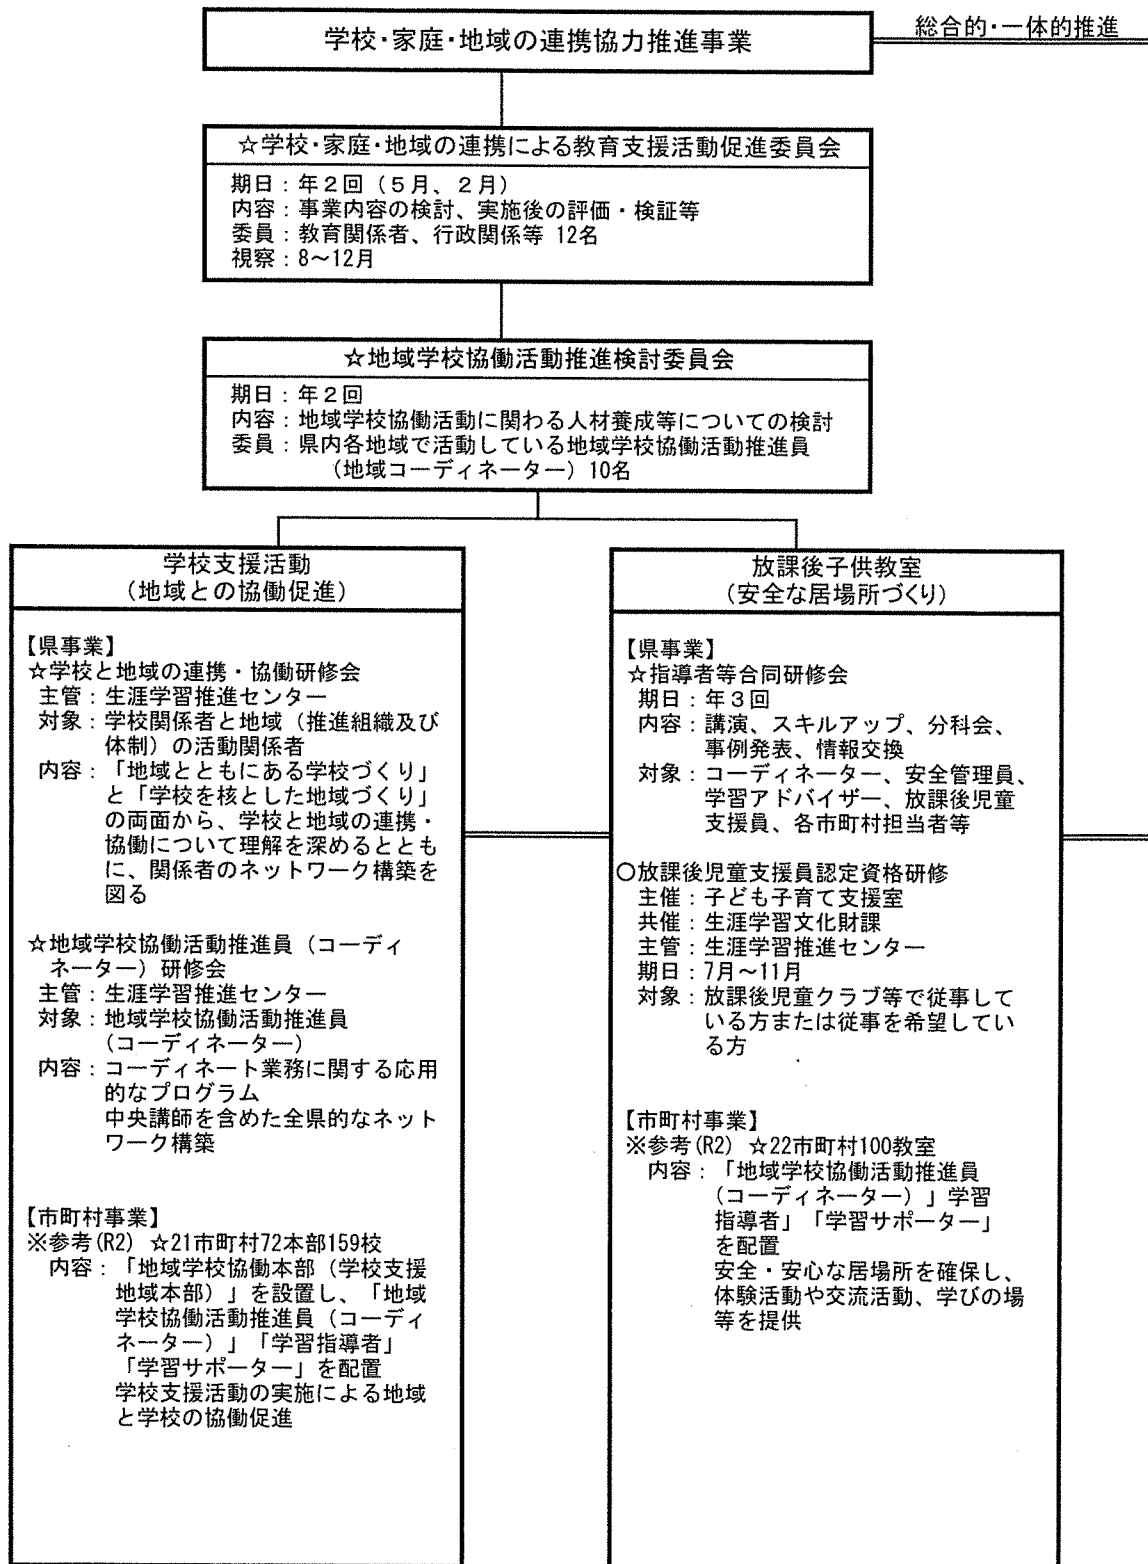 学校・家庭・地域の連携協力推進事業
総合的・一体的推進
☆学校・家庭・地域の連携による教育支援活動促進委員会
期日：年２回（５月、２月）
内容：事業内容の検討、実施後の評価・検証等
委員：教育関係者、行政関係等 12名
視察：8～12月
☆地域学校協働活動推進検討委員会
期日：年２回
内容：地域学校協働活動に関わる人材養成等についての検討
委員：県内各地域で活動している地域学校協働活動推進員
（地域コーディネーター）10名
学校支援活動
（地域との協働促進）
【県事業】
☆学校と地域の連携・協働研修会
主管：生涯学習推進センター
対象：学校関係者と地域（推進組織及び
体制）の活動関係者
内容：「地域とともにある学校づくり」
と「学校を核とした地域づくり」
の両面から、学校と地域の連携・
協働について理解を深めるととも
に、関係者のネットワーク構築を
図る
☆地域学校協働活動推進員（コーディ
ネーター）研修会
主管：生涯学習推進センター
対象：地域学校協働活動推進員
（コーディネーター）
内容：コーディネート業務に関する応用
的なプログラム
中央講師を含めた全県的なネット
ワーク構築
【市町村事業】
※参考(R2) ☆21市町村72本部159校
内容：「地域学校協働本部（学校支援
地域本部）」を設置し、「地域
学校協働活動推進員（コーディ
ネーター）」「学習指導者」
「学習サポーター」を配置
学校支援活動の実施による地域
と学校の協働促進
放課後子供教室
（安全な居場所づくり）
【県事業】
☆指導者等合同研修会
期日：年３回
内容：講演、スキルアップ、分科会、
事例発表、情報交換
対象：コーディネーター、安全管理員、
学習アドバイザー、放課後児童
支援員、各市町村担当者等
〇放課後児童支援員認定資格研修
主催：子ども子育て支援室
共催：生涯学習文化財課
主管：生涯学習推進センター
期日：7月～11月
対象：放課後児童クラブ等で従事して
いる方または従事を希望してい
る方
【市町村事業】
※参考(R2) ☆22市町村100教室
内容：「地域学校協働活動推進員
（コーディネーター）」学習
指導者」「学習サポーター」
を配置
安全・安心な居場所を確保し、
体験活動や交流活動、学びの場
等を提供